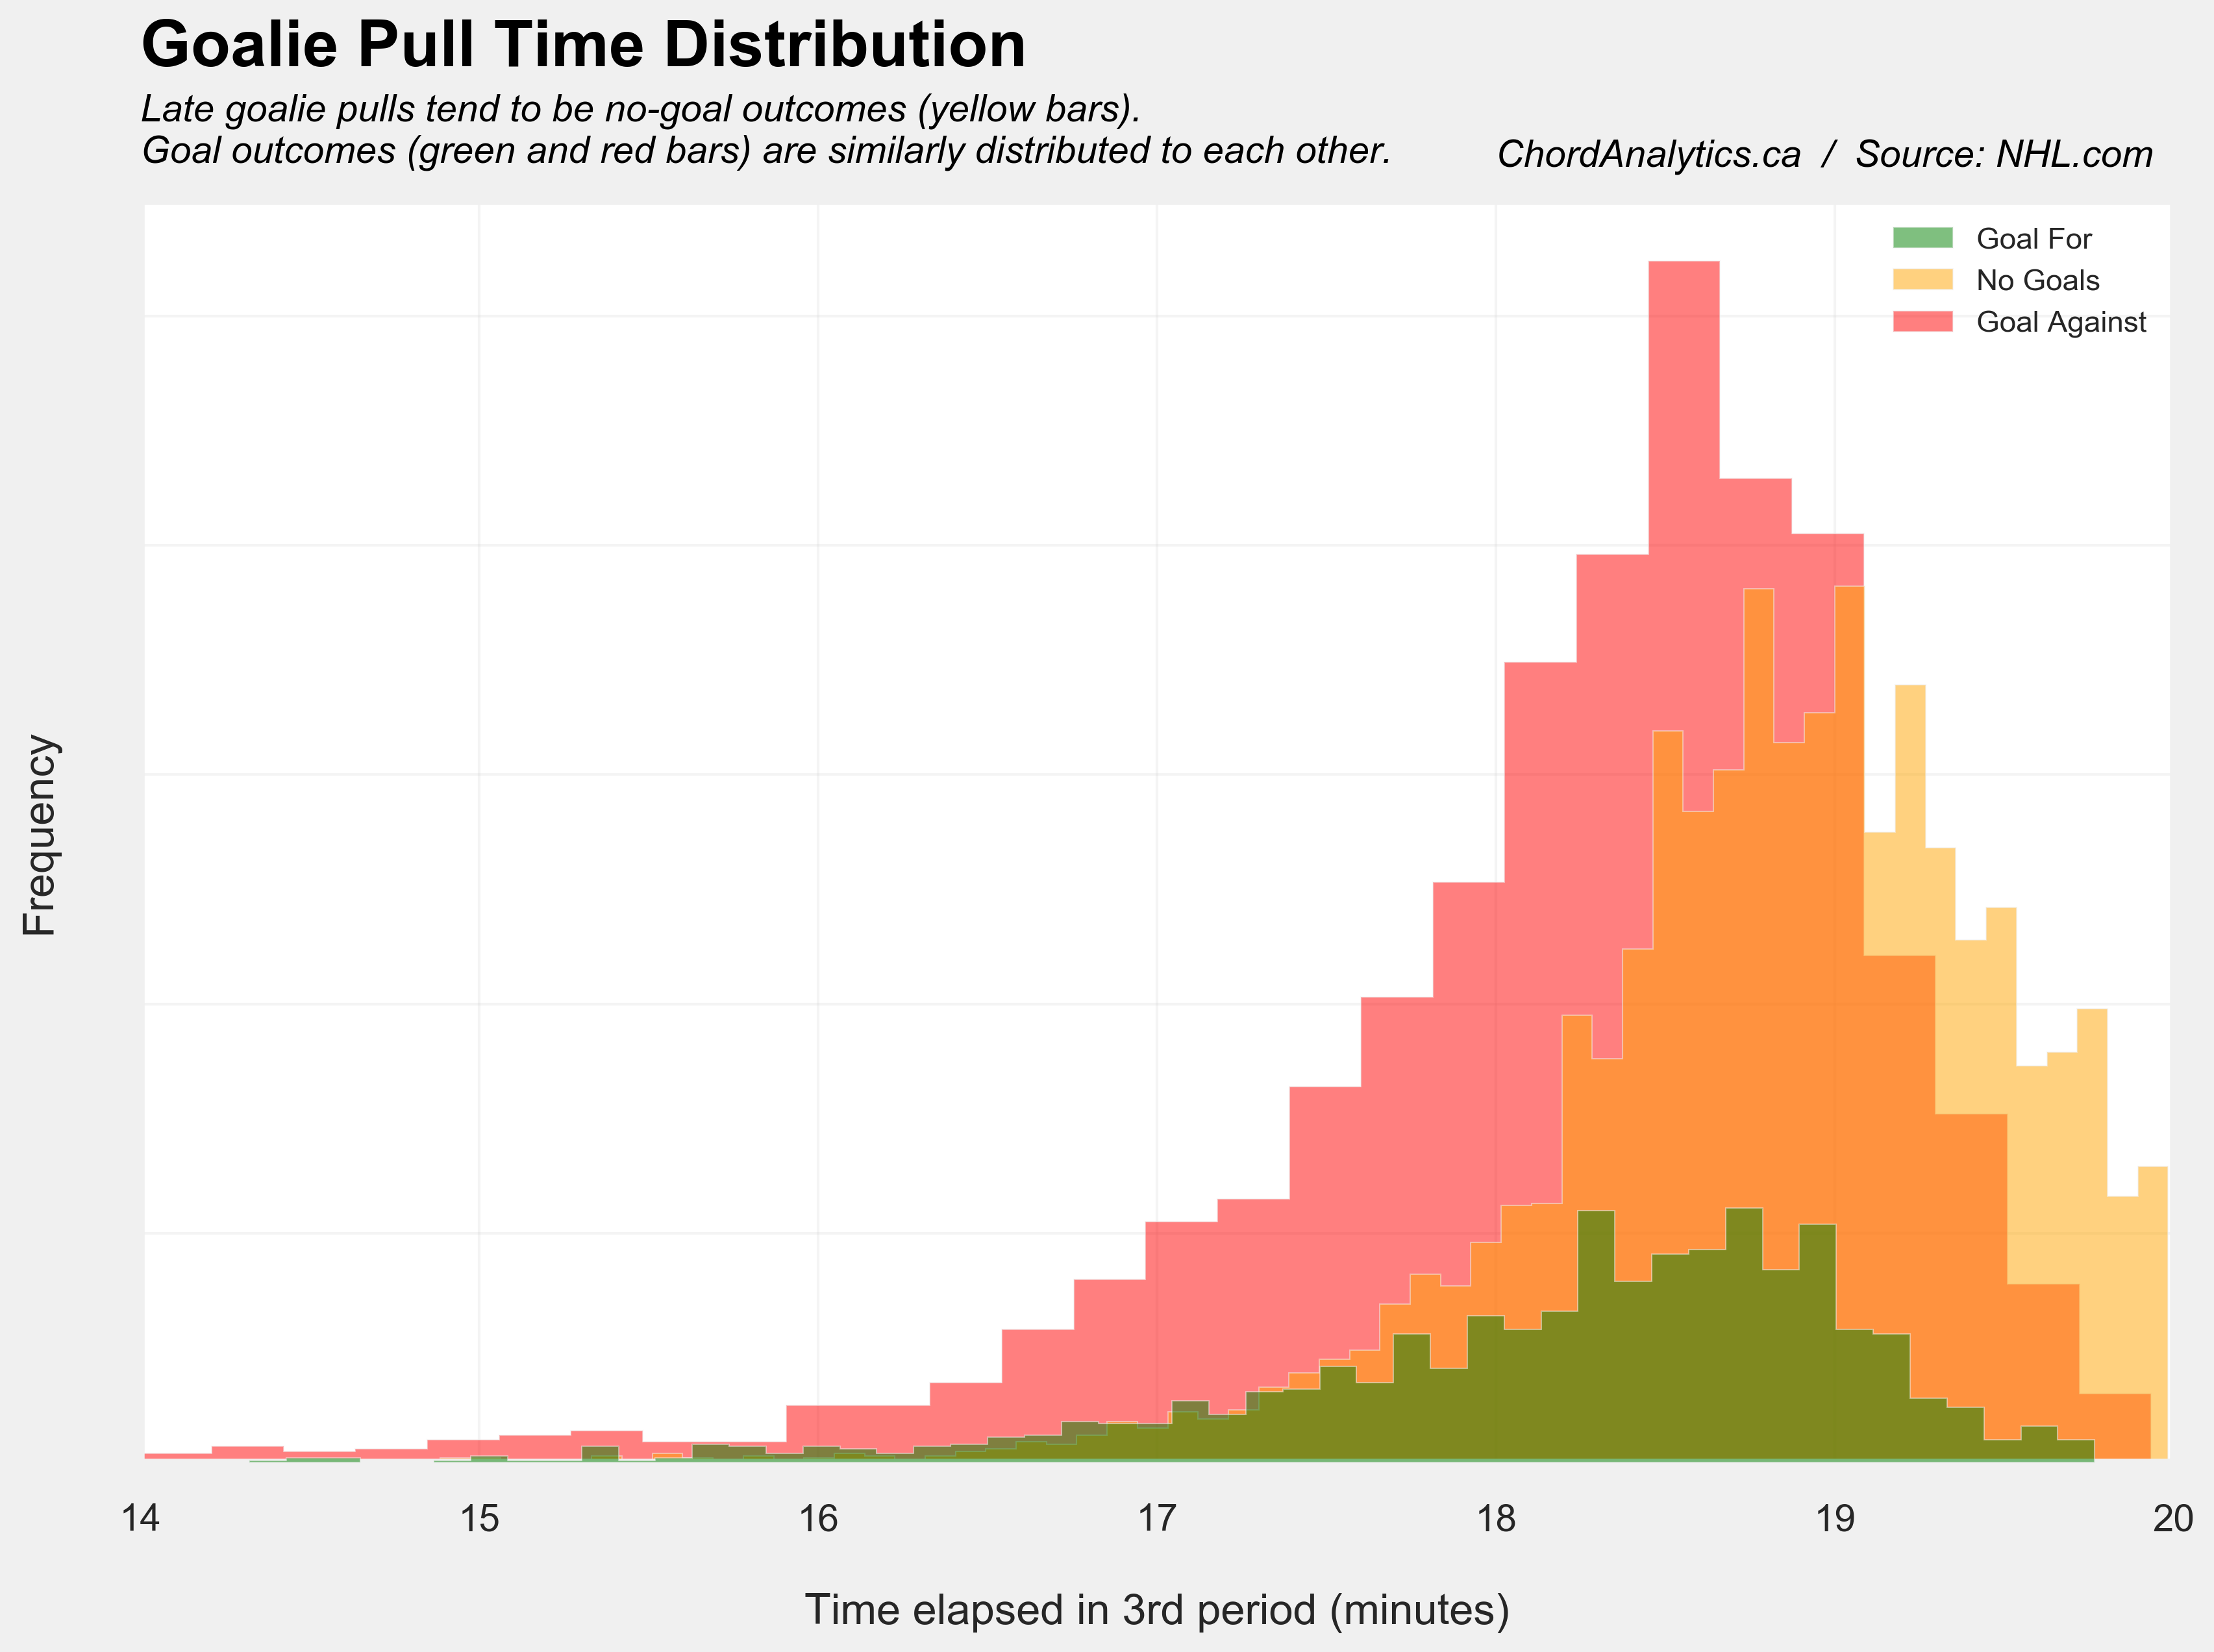 Goalie Pull Time Distribution
Late goalie pulls tend to be no-goal outcomes (yellow bars).
Goal outcomes (green and red bars) are similarly distributed to each other.
ChordAnalytics.ca / Source: NHL.com
Goal For
No Goals
Goal Against
Frequency
14 15 16 17 18 19 20
Time elapsed in 3rd period (minutes)